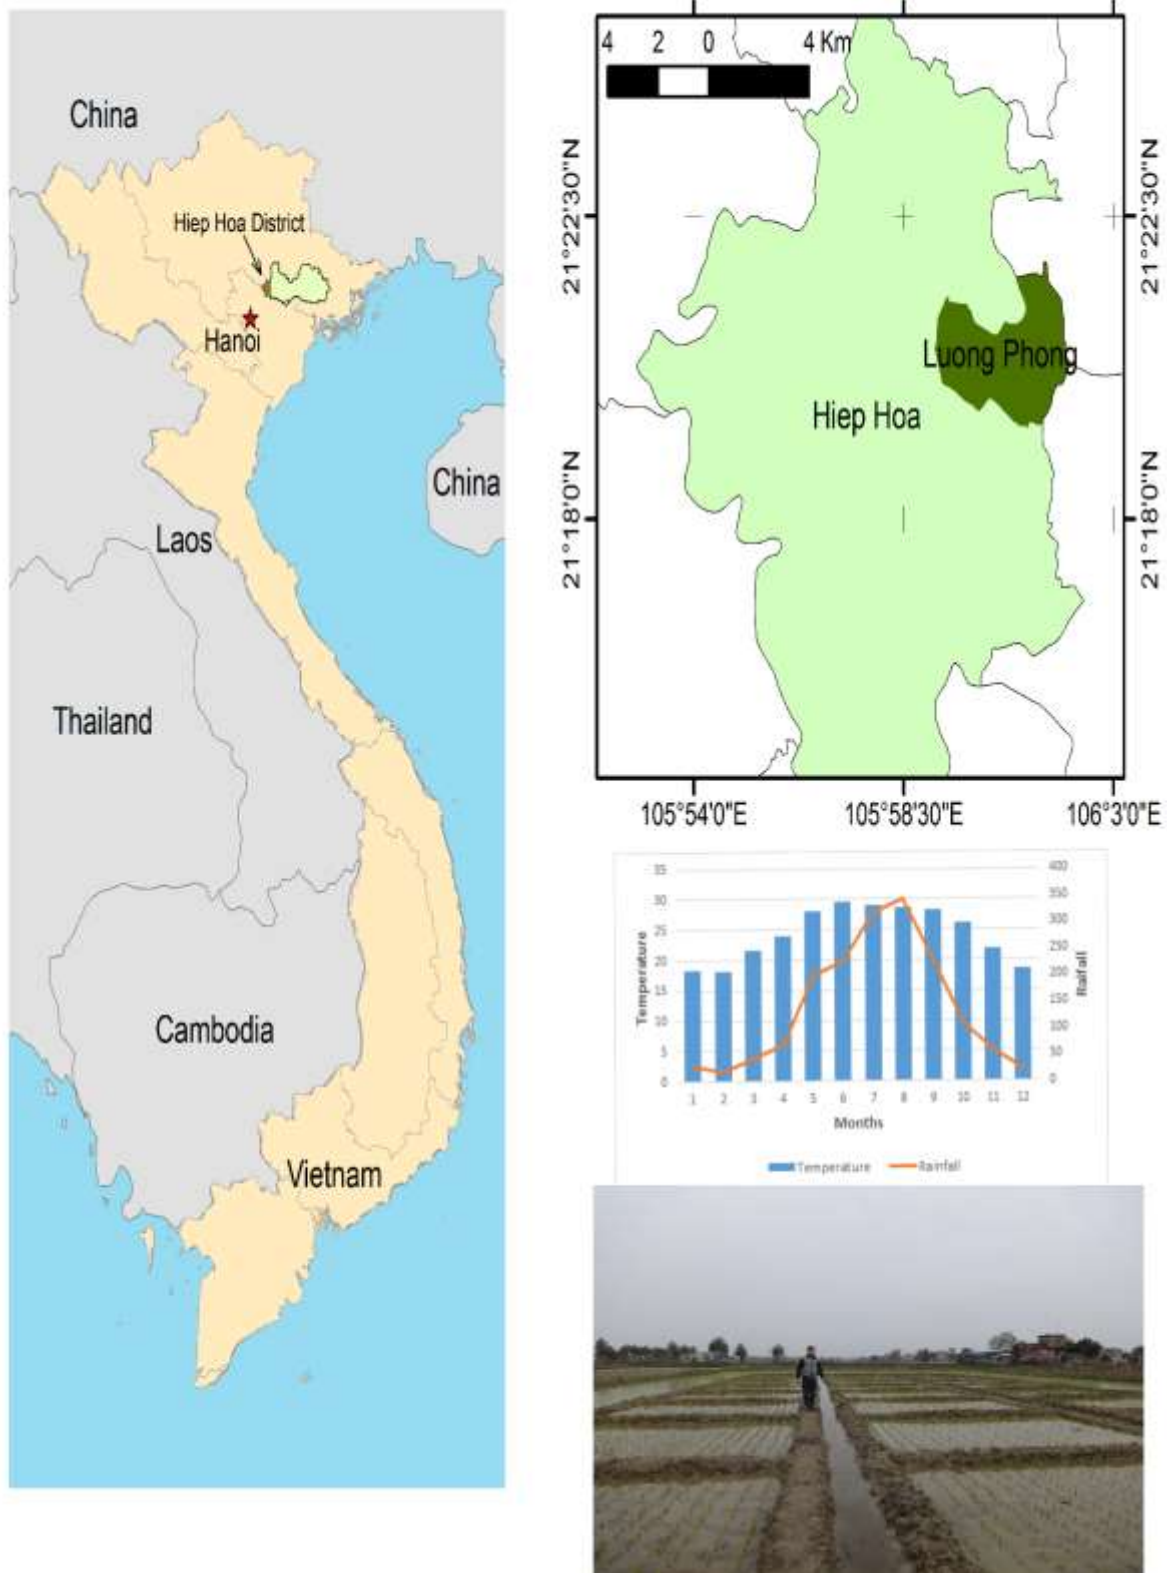 China
Hiep Hoa District
Hanoi
China
Laos
Thailand
Cambodia
Vietnam
4 2 0 4 Km
21°22'30"N
21°22'30"N
Luong Phong
Hiep Hoa
21°18'0"N
21°18'0"N
105°54'0"E 105°58'30"E 106°3'0"E
35
30
25
20
15
10
5
0
Temperature
400
350
300
250
200
150
100
50
0
Raifall
1 2 3 4 5 6 7 8 9 10 11 12
Months
Temperature Rainfall